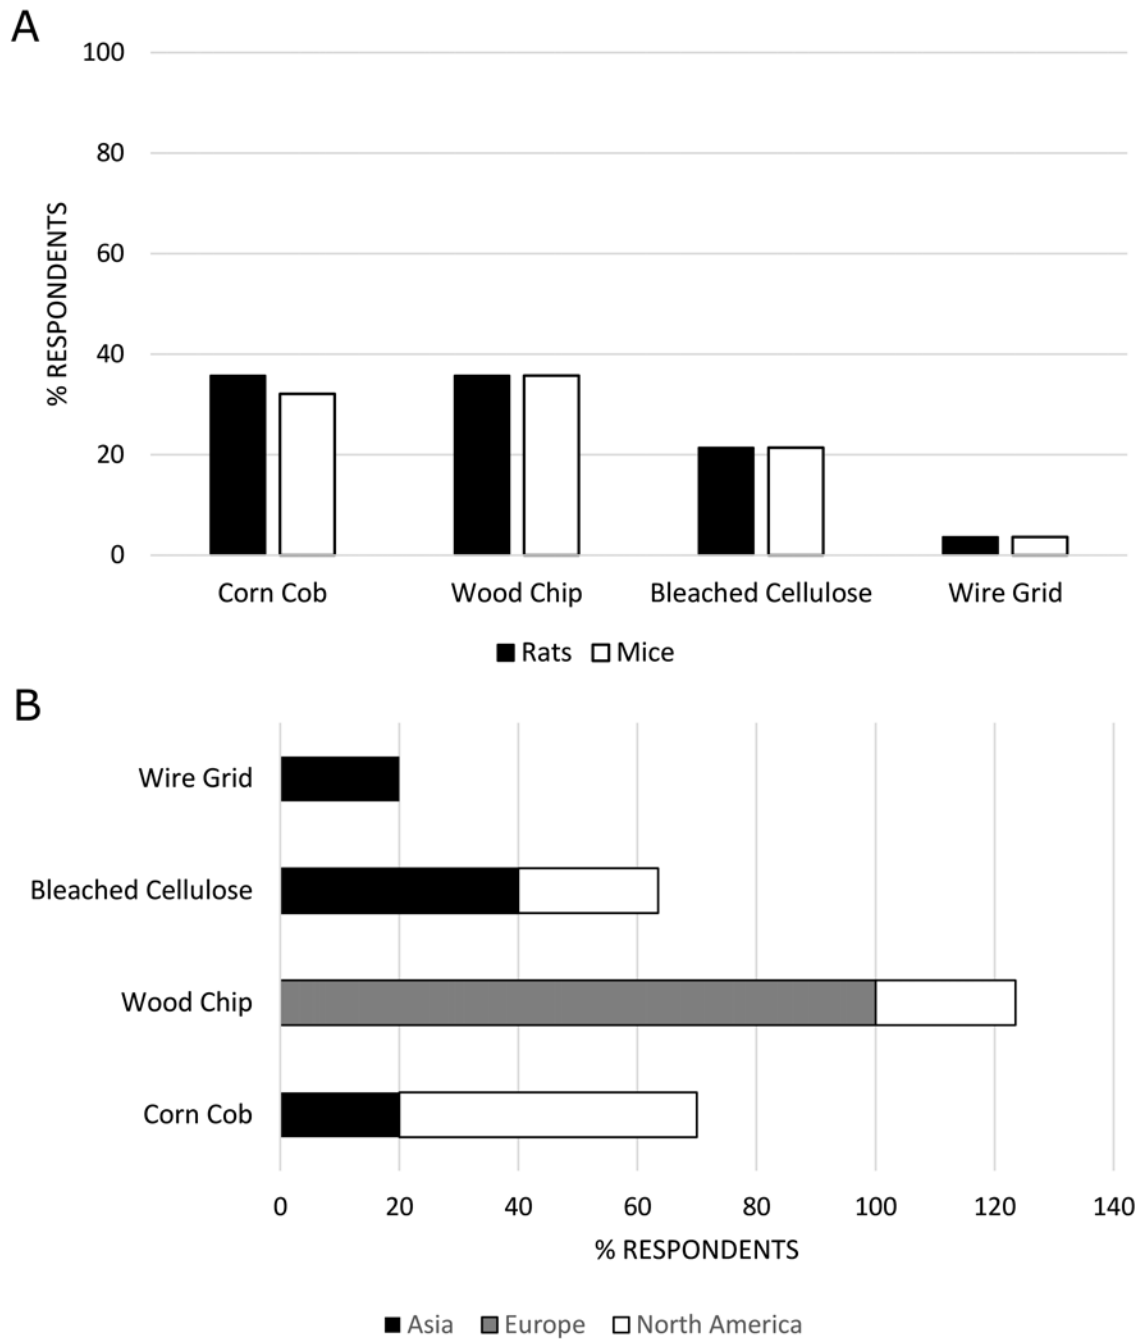 A
100
80
60
40
20
0
% RESPONDENTS
Corn Cob Wood Chip Bleached Cellulose Wire Grid
Rats Mice
B
Wire Grid
Bleached Cellulose
Wood Chip
Corn Cob
0 20 40 60 80 100 120 140
% RESPONDENTS
Asia Europe North America